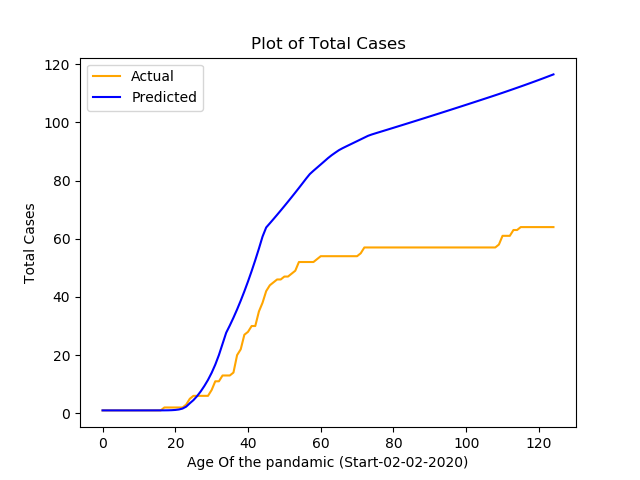 Plot of Total Cases
Actual
Predicted
120
100
80
60
40
20
0
Total Cases
0 20 40 60 80 100 120
Age Of the pandamic (Start-02-02-2020)